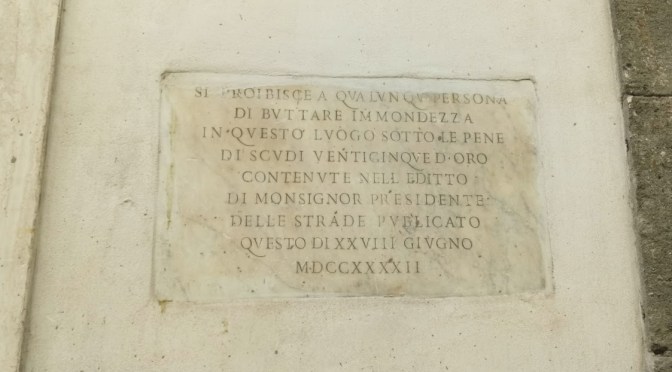 SI PROIBISCE A QVALVNQV PERSONA
DI BVTTARE IMMONDEZZA
IN QVESTO LVOGO SOTTO LE PENE
DI SCVDI VENTICINQVE D·ORO
CONTENVTE NELL EDITTO
DI MONSIGNOR PRESIDENTE
DELLE STRADE PVBLICATO
QVESTO DI XXVIII GIVGNO
MDCCXXXXII